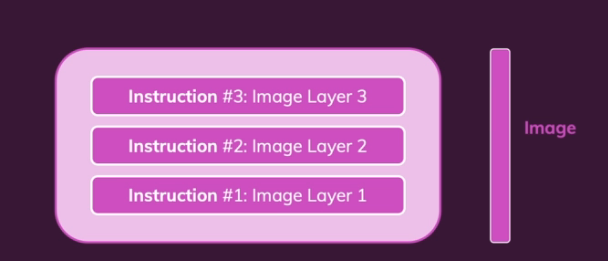 Instruction #3: Image Layer 3
Instruction #2: Image Layer 2
Instruction #1: Image Layer 1
Image